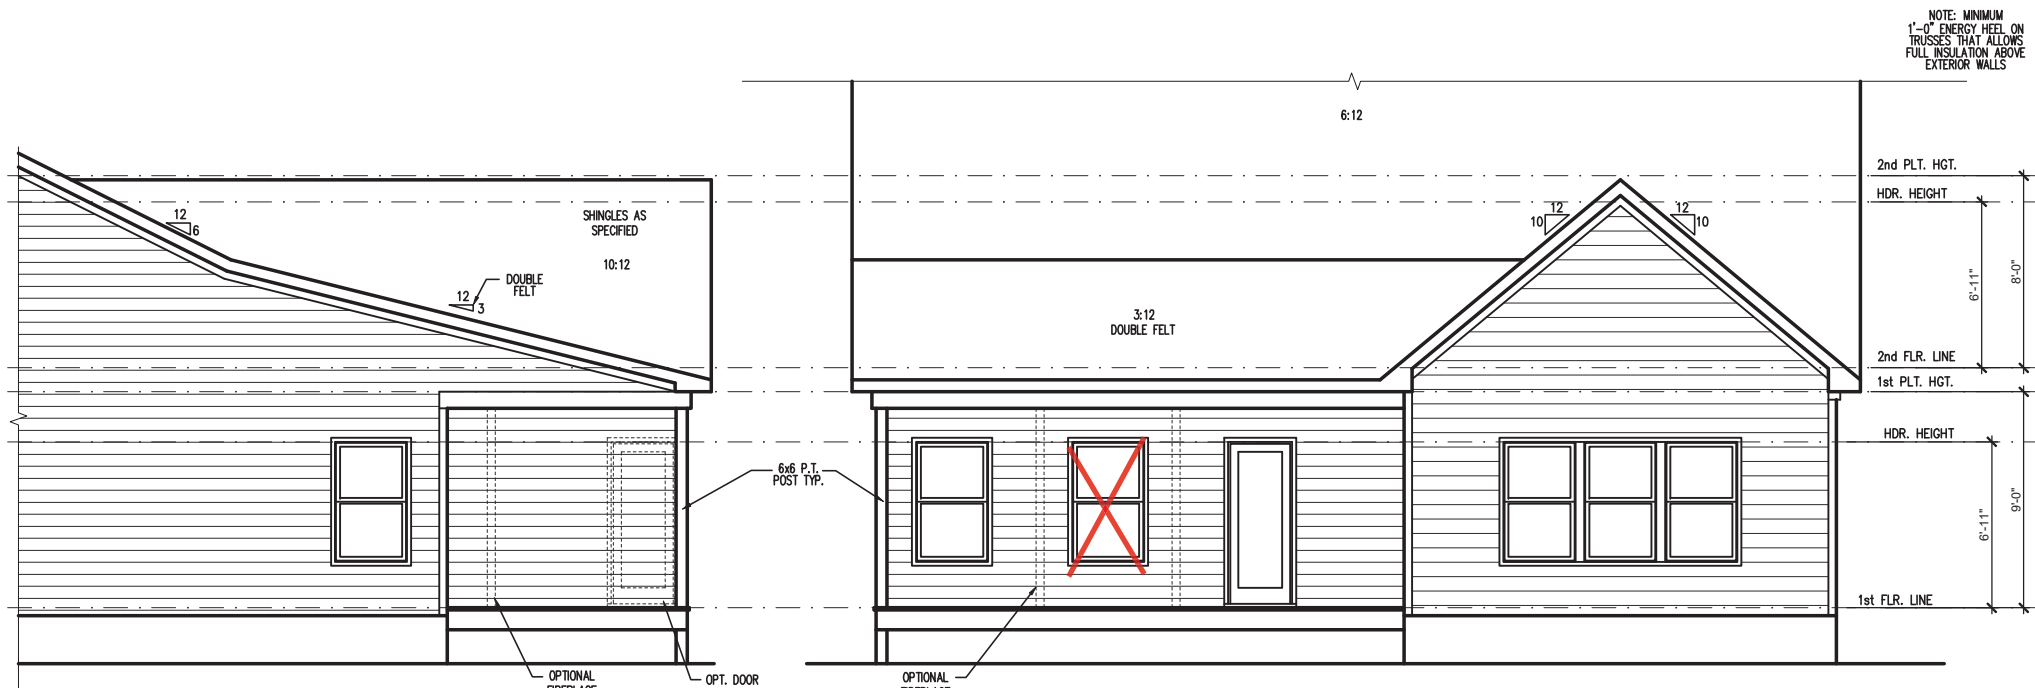 NOTE: MINIMUM
1'-0" ENERGY HEEL ON
TRUSSES THAT ALLOWS
FULL INSULATION ABOVE
EXTERIOR WALLS
6:12
2nd PLT. HGT.
HDR. HEIGHT
12
6
SHINGLES AS
SPECIFIED
10:12
12
10
12
10
DOUBLE
FELT
12
3
6'-11"
8'-0"
3:12
DOUBLE FELT
2nd FLR. LINE
1st PLT. HGT.
HDR. HEIGHT
6x6 P.T.
POST TYP.
6'-11"
9'-0"
1st FLR. LINE
OPTIONAL
OPT. DOOR
OPTIONAL